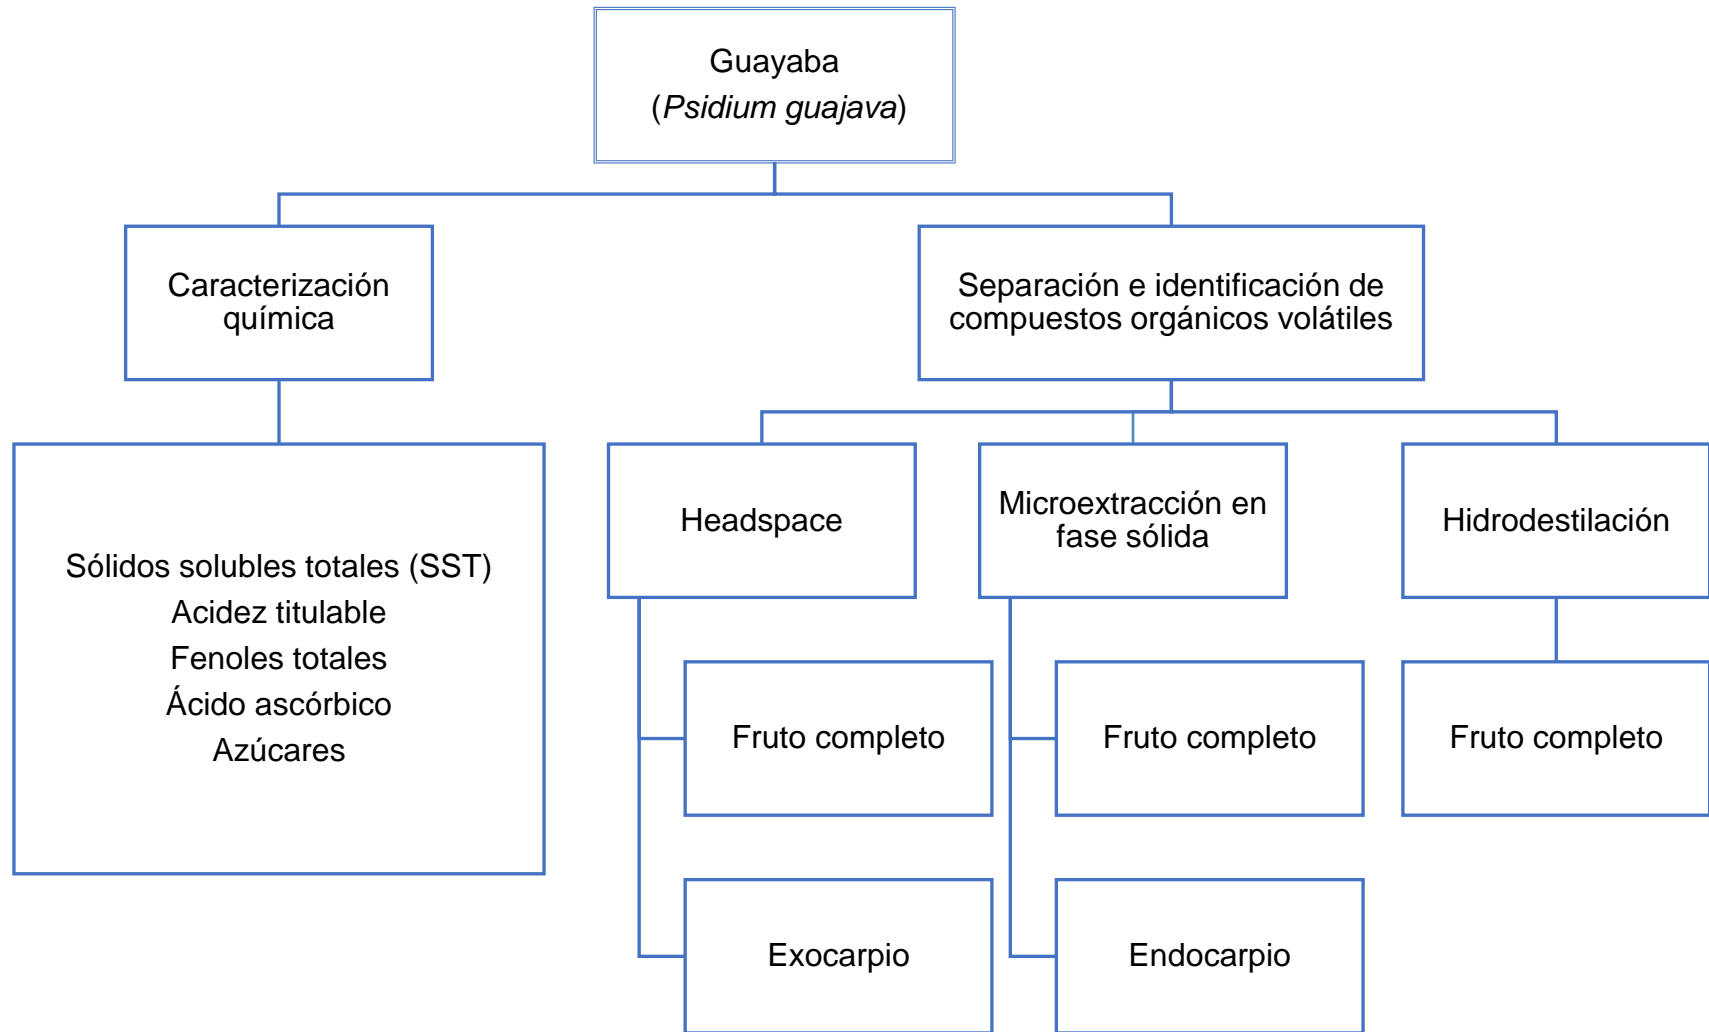 Guayaba
(Psidium guajava)
Caracterización
química
Separación e identificación de
compuestos orgánicos volátiles
Sólidos solubles totales (SST)
Acidez titulable
Fenoles totales
Ácido ascórbico
Azúcares
Headspace
Microextracción en
fase sólida
Hidrodestilación
Fruto completo
Fruto completo
Fruto completo
Exocarpio
Endocarpio